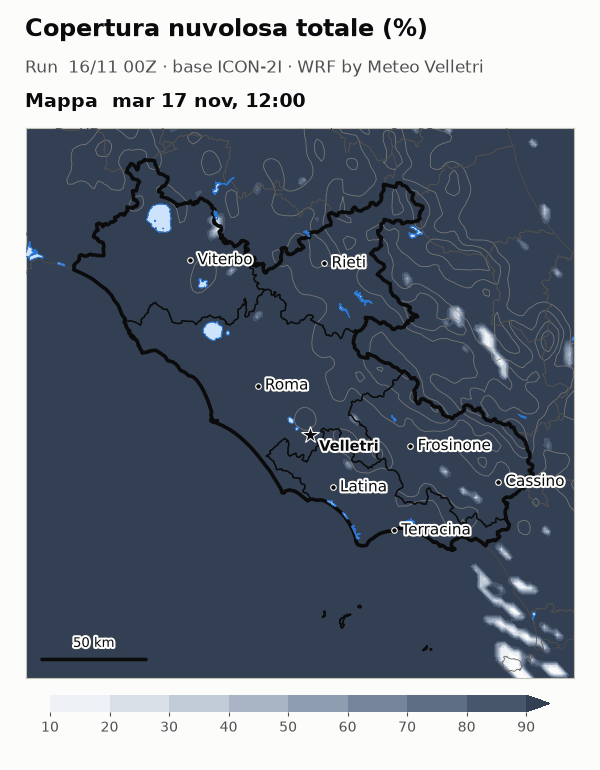 Copertura nuvolosa totale (%)
Run 16/11 00Z · base ICON-2I · WRF by Meteo Velletri
Mappa mar 17 nov, 12:00
Viterbo
Rieti
Roma
Velletri
Frosinone
Cassino
Latina
Terracina
50 km
10 20 30 40 50 60 70 80 90